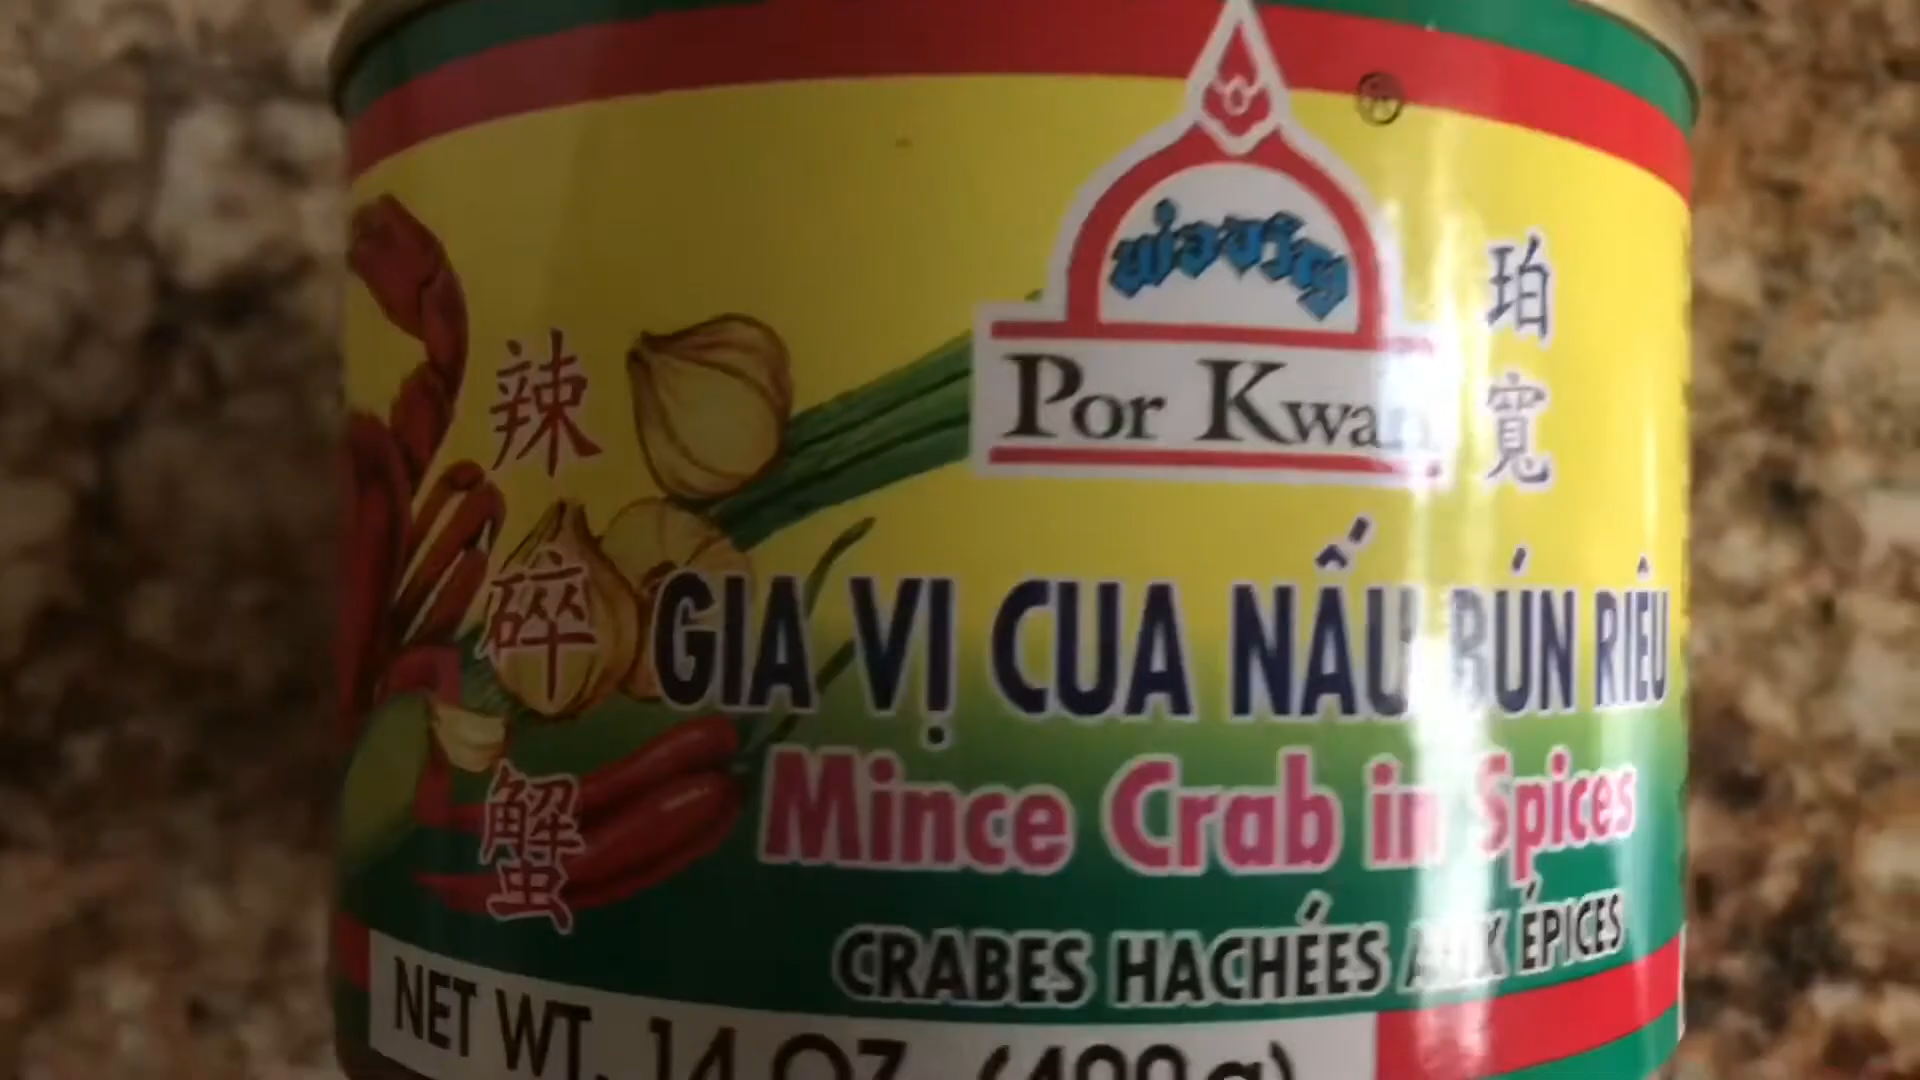 ®
พ่อขวัญ
Por Kwan
珀寬
辣碎蟹
GIA VỊ CUA NẤU BÚN RIÊU
Mince Crab in Spices
CRABES HACHÉES AUX ÉPICES
NET WT. 14 OZ. (400 g)